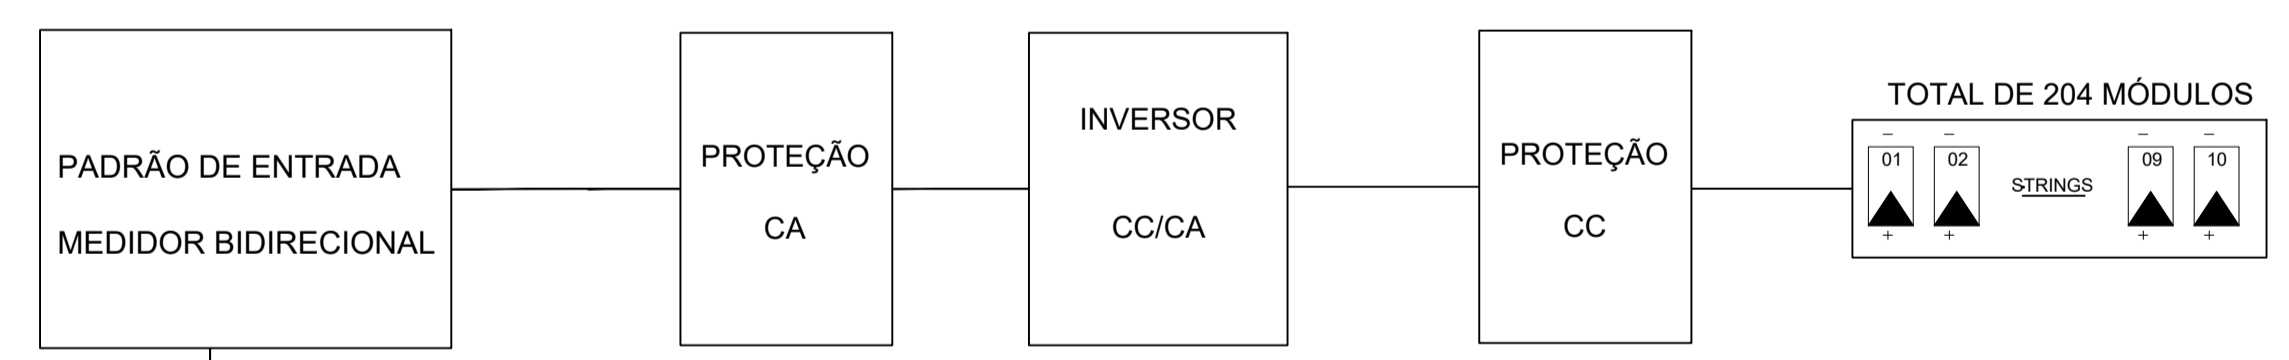 PADRÃO DE ENTRADA
MEDIDOR BIDIRECIONAL
PROTEÇÃO
CA
INVERSOR
CC/CA
PROTEÇÃO
CC
TOTAL DE 204 MÓDULOS
− − − −
01 02 09 10
STRINGS
+ + + +